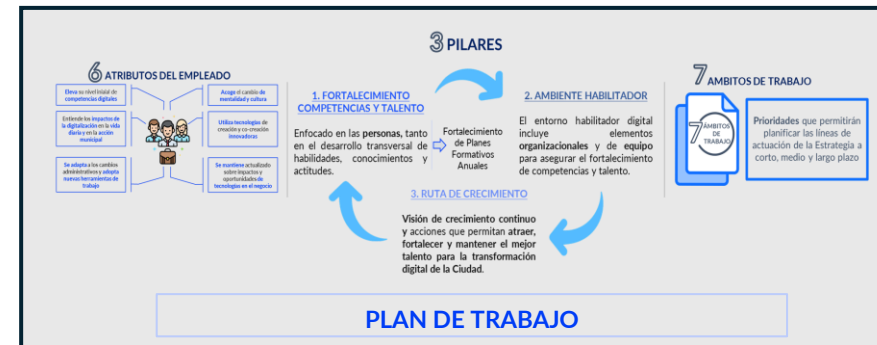 3 PILARES
6 ATRIBUTOS DEL EMPLEADO
Eleva su nivel inicial de
competencias digitales
Acoge el cambio de
mentalidad y cultura
Entiende los impactos de
la digitalización en la vida
diaria y en la acción
municipal
Utiliza tecnologías de
creación y co-creación
innovadoras
Se adapta a los cambios
administrativos y adopta
nuevas herramientas de
trabajo
Se mantiene actualizado
sobre impactos y
oportunidades de
tecnologías en el negocio
1. FORTALECIMIENTO
COMPETENCIAS Y TALENTO
Enfocado en las personas, tanto
en el desarrollo transversal de
habilidades, conocimientos y
actitudes.
Fortalecimiento
de Planes
Formativos
Anuales
2. AMBIENTE HABILITADOR
El entorno habilitador digital
incluye elementos
organizacionales y de equipo
para asegurar el fortalecimiento
de competencias y talento.
3. RUTA DE CRECIMIENTO
Visión de crecimiento continuo
y acciones que permitan atraer,
fortalecer y mantener el mejor
talento para la transformación
digital de la Ciudad.
7 AMBITOS DE TRABAJO
7 ÁMBITOS
DE
TRABAJO
Prioridades que permitirán
planificar las líneas de
actuación de la Estrategia a
corto, medio y largo plazo
PLAN DE TRABAJO